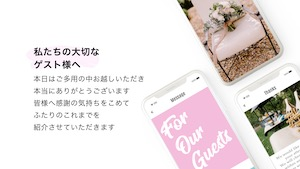 私たちの大切な
ゲスト様へ
本日はご多用の中お越しいただき
本当にありがとうございます
皆様へ感謝の気持ちをこめて
ふたりのこれまでを
紹介させていただきます
Message
For
Our
Guests
thanks